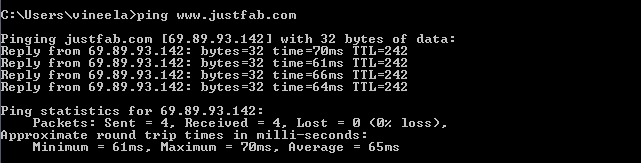 C:\Users\vineela>ping www.justfab.com
Pinging justfab.com [69.89.93.142] with 32 bytes of data:
Reply from 69.89.93.142: bytes=32 time=70ms TTL=242
Reply from 69.89.93.142: bytes=32 time=61ms TTL=242
Reply from 69.89.93.142: bytes=32 time=66ms TTL=242
Reply from 69.89.93.142: bytes=32 time=64ms TTL=242
Ping statistics for 69.89.93.142:
    Packets: Sent = 4, Received = 4, Lost = 0 (0% loss),
Approximate round trip times in milli-seconds:
    Minimum = 61ms, Maximum = 70ms, Average = 65ms